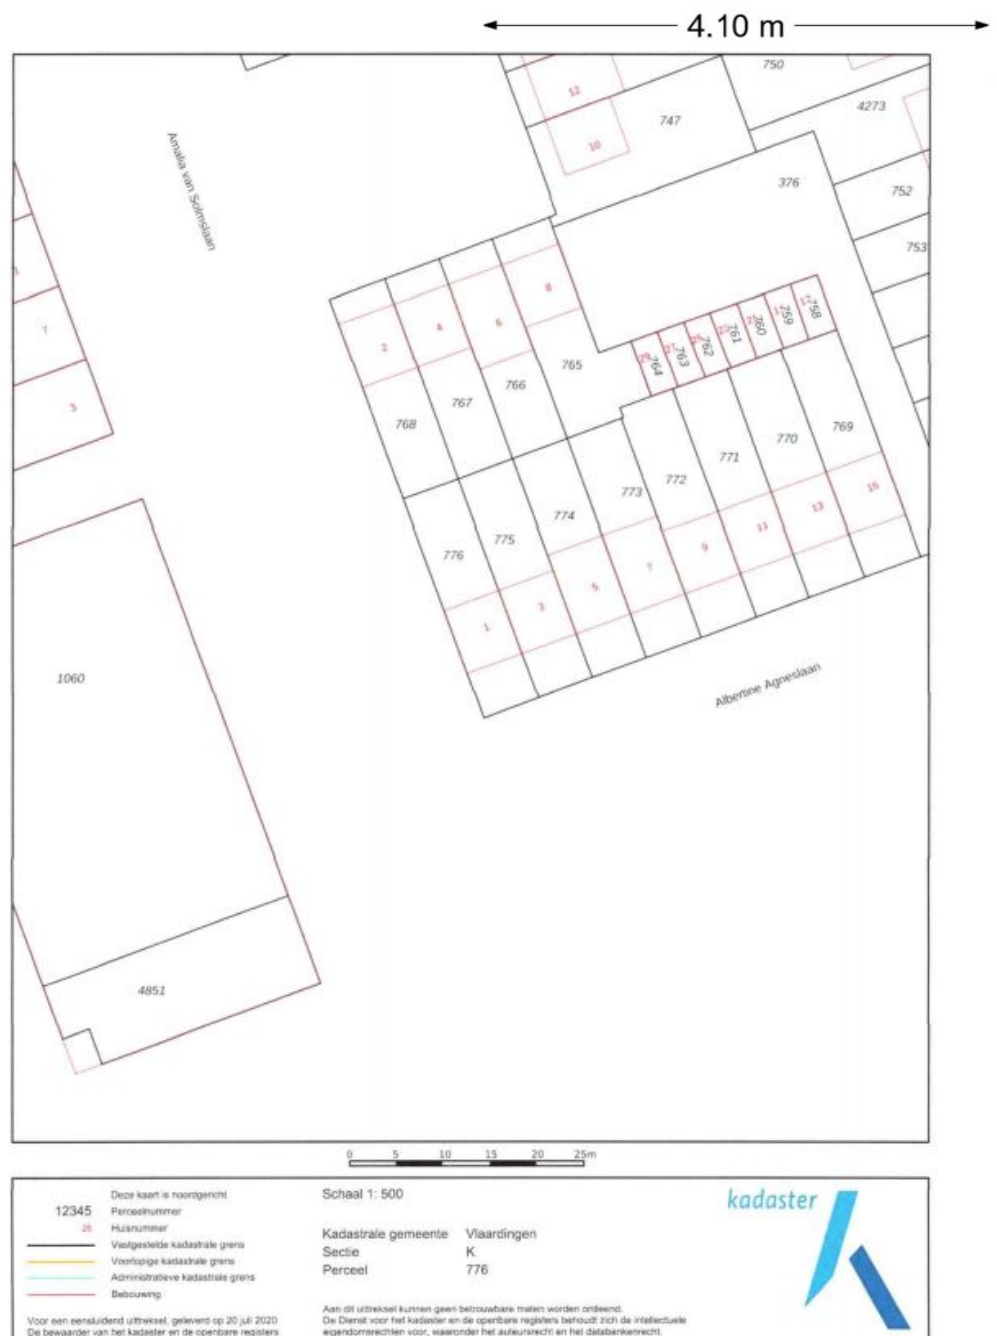 4.10 m
750
12
747
4273
10
Amalia van Solmslaan
376
752
753
8
758
759
760
761
762
763
764
7
2
4
6
765
766
767
768
3
769
770
771
772
773
774
775
776
15
13
11
9
7
5
3
1
Albertine Agneslaan
1060
4851
0 5 10 15 20 25m
Deze kaart is noordgericht
12345 Perceelnummer
25 Huisnummer
Vastgestelde kadastrale grens
Voorlopige kadastrale grens
Administratieve kadastrale grens
Bebouwing
Voor een eensluidend uittreksel, geleverd op 20 juli 2020
De bewaarder van het kadaster en de openbare registers
Schaal 1: 500
Kadastrale gemeente Vlaardingen
Sectie K
Perceel 776
Aan dit uittreksel kunnen geen betrouwbare maten worden ontleend.
De Dienst voor het kadaster en de openbare registers behoudt zich de intellectuele
eigendomsrechten voor, waaronder het auteursrecht en het databankenrecht.
kadaster